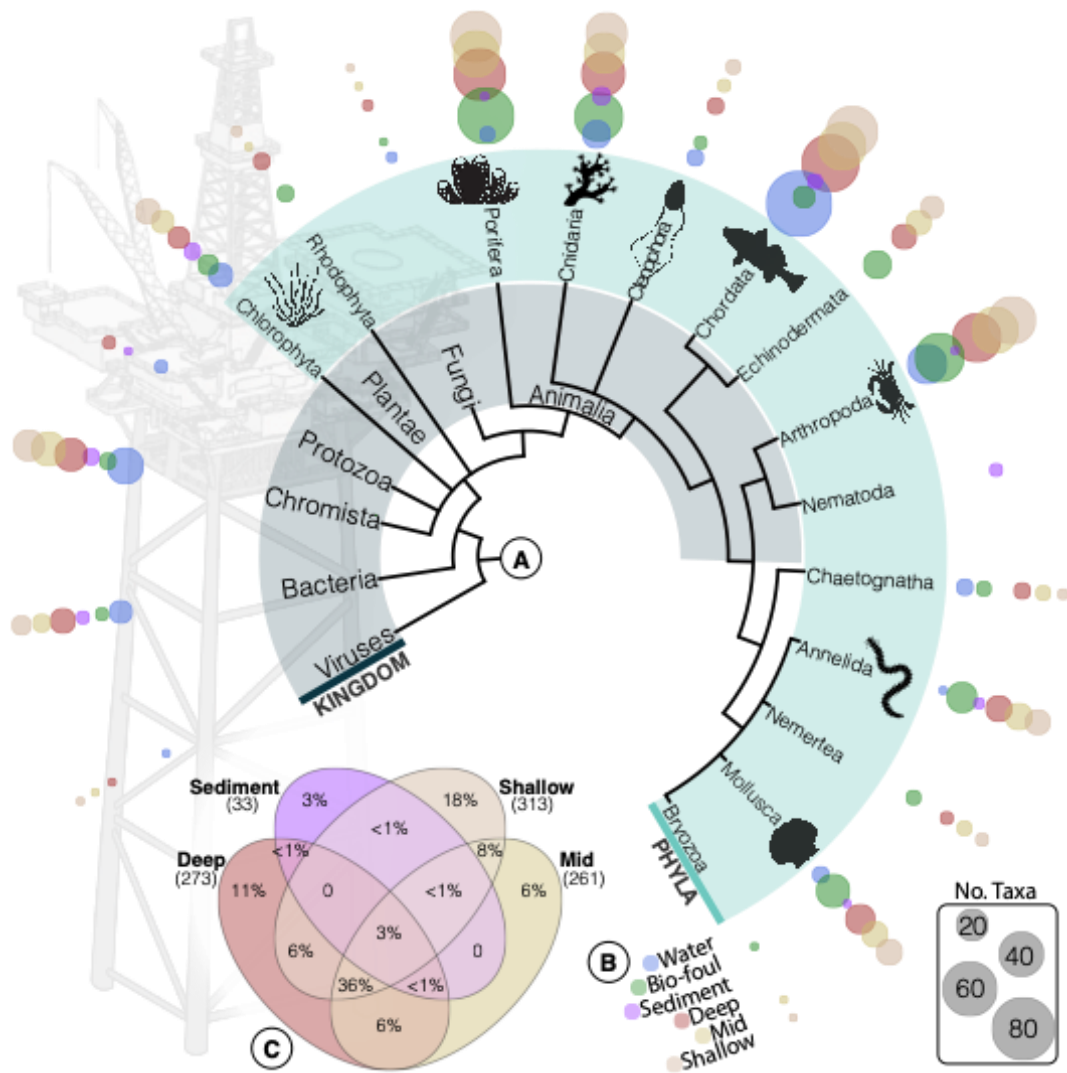 Porifera
Cnidaria
Ctenophora
Chordata
Echinodermata
Arthropoda
Nematoda
Chaetognatha
Annelida
Nemertea
Mollusca
Bryozoa
PHYLA
Rhodophyta
Chlorophyta
Animalia
Fungi
Plantae
Protozoa
Chromista
Bacteria
Viruses
KINGDOM
A
Sediment
(33)
Shallow
(313)
Deep
(273)
Mid
(261)
3%
18%
<1%
<1%
8%
11%
0
<1%
6%
3%
6%
0
36%
<1%
6%
C
B
Water
Bio-foul
Sediment
Deep
Mid
Shallow
No. Taxa
20
40
60
80